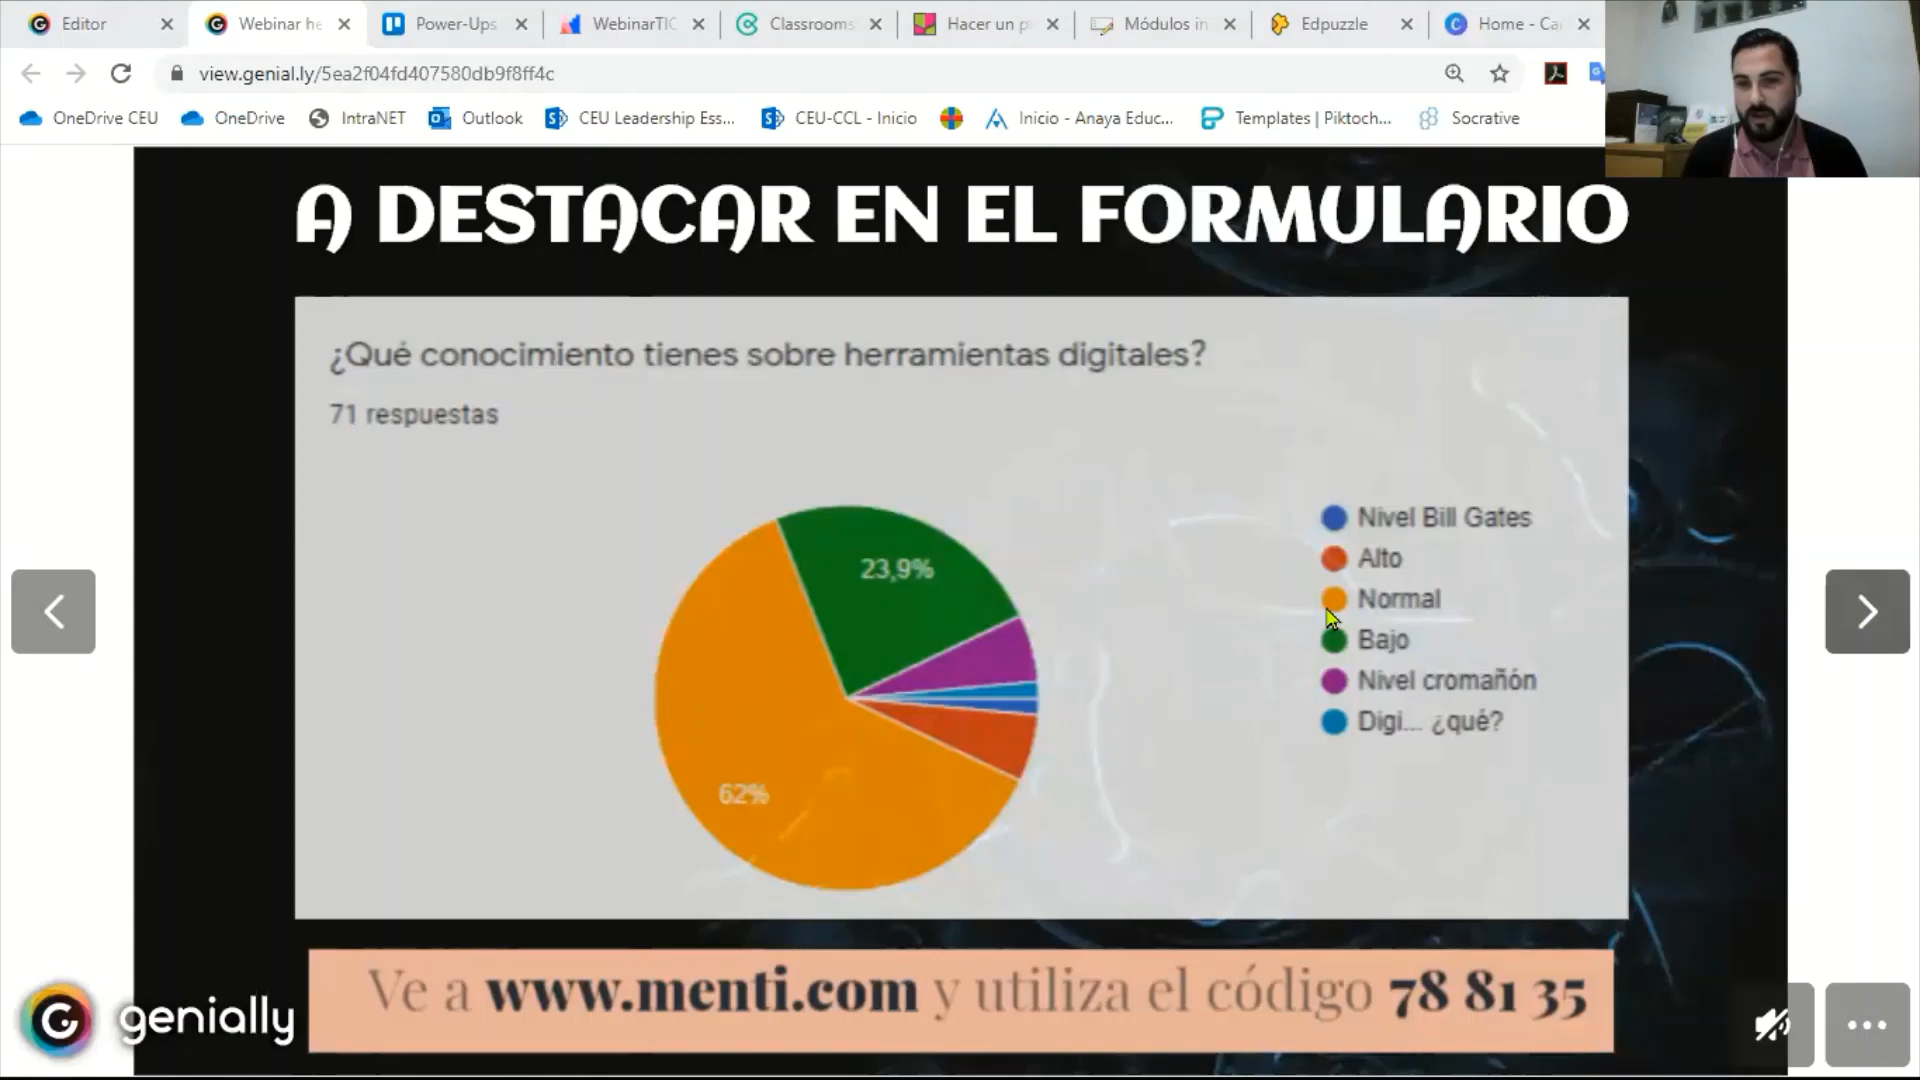 Editor
Webinar he
Power-Ups
WebinarTIC
Classrooms
Hacer un p
Módulos in
Edpuzzle
Home - Ca
view.genial.ly/5ea2f04fd407580db9f8ff4c
OneDrive CEU
OneDrive
IntraNET
Outlook
CEU Leadership Ess...
CEU-CCL - Inicio
Inicio - Anaya Educ...
Templates | Piktoch...
Socrative
A DESTACAR EN EL FORMULARIO
¿Qué conocimiento tienes sobre herramientas digitales?
71 respuestas
23,9%
62%
Nivel Bill Gates
Alto
Normal
Bajo
Nivel cromañón
Digi... ¿qué?
Ve a www.menti.com y utiliza el código 78 81 35
genially